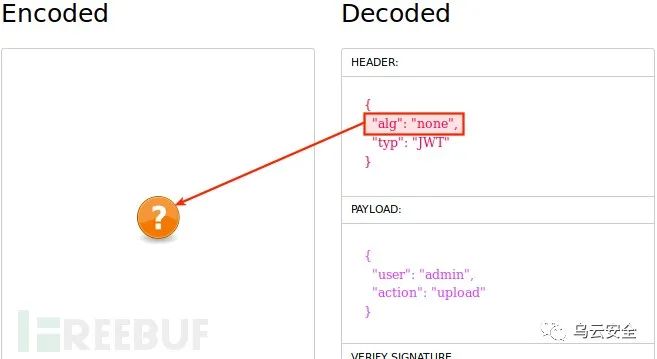 Encoded
Decoded
HEADER:
{
"alg": "none",
"typ": "JWT"
}
?
PAYLOAD:
{
"user": "admin",
"action": "upload"
}
FREEBUF
乌云安全
VERIFY SIGNATURE